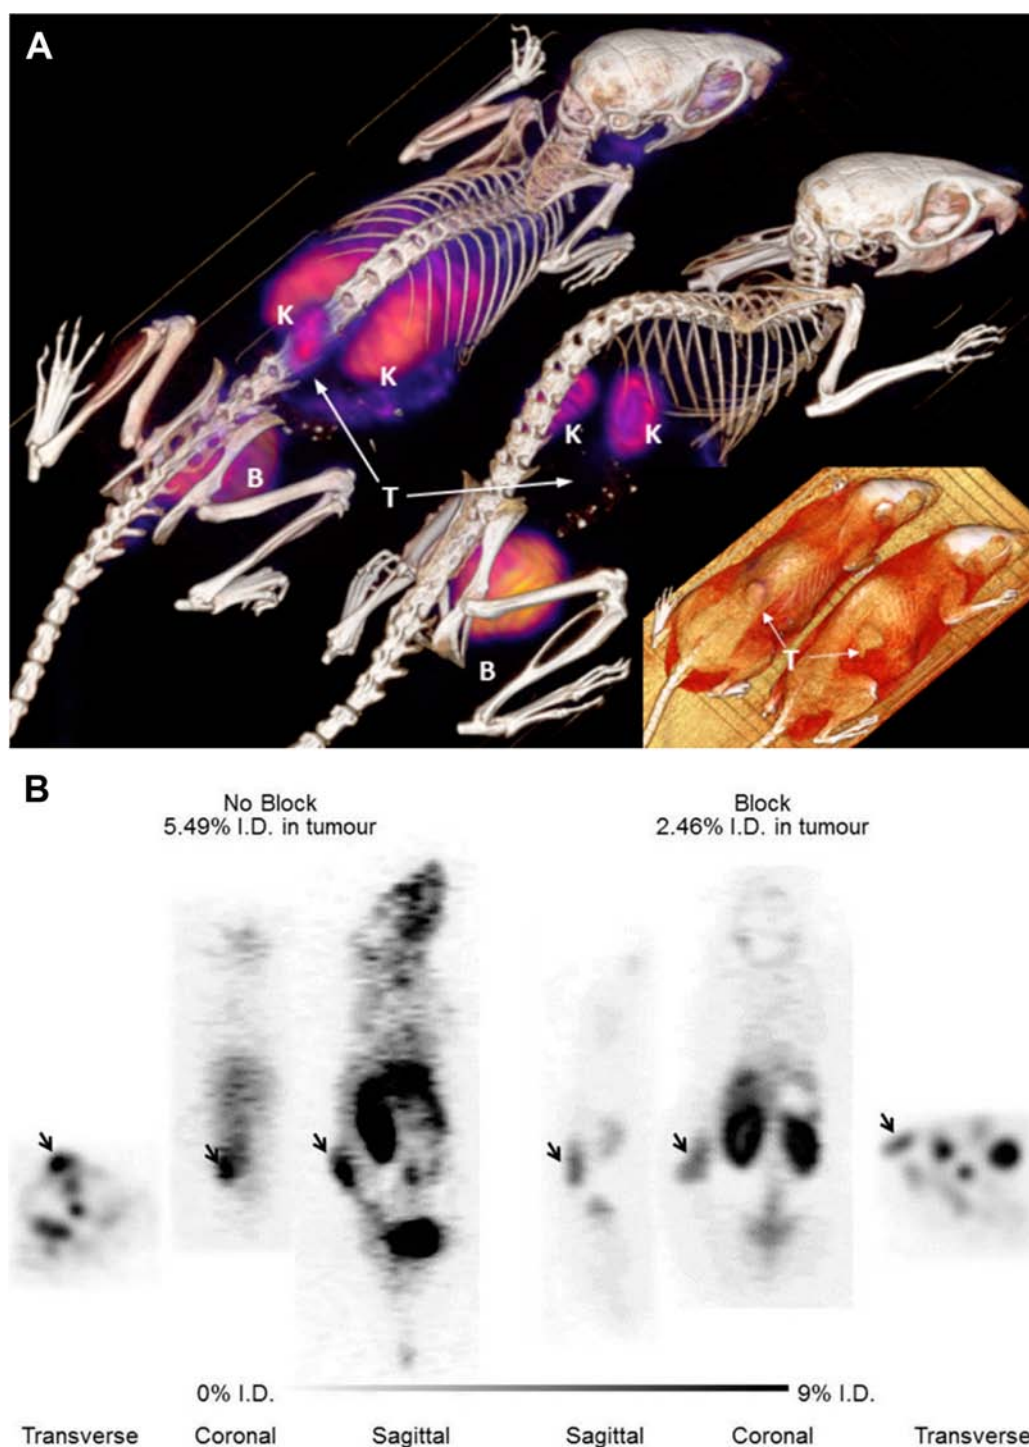 A
K
K
B
T
K
K
B
T
B
No Block
5.49% I.D. in tumour
Block
2.46% I.D. in tumour
0% I.D.
9% I.D.
Transverse
Coronal
Sagittal
Sagittal
Coronal
Transverse